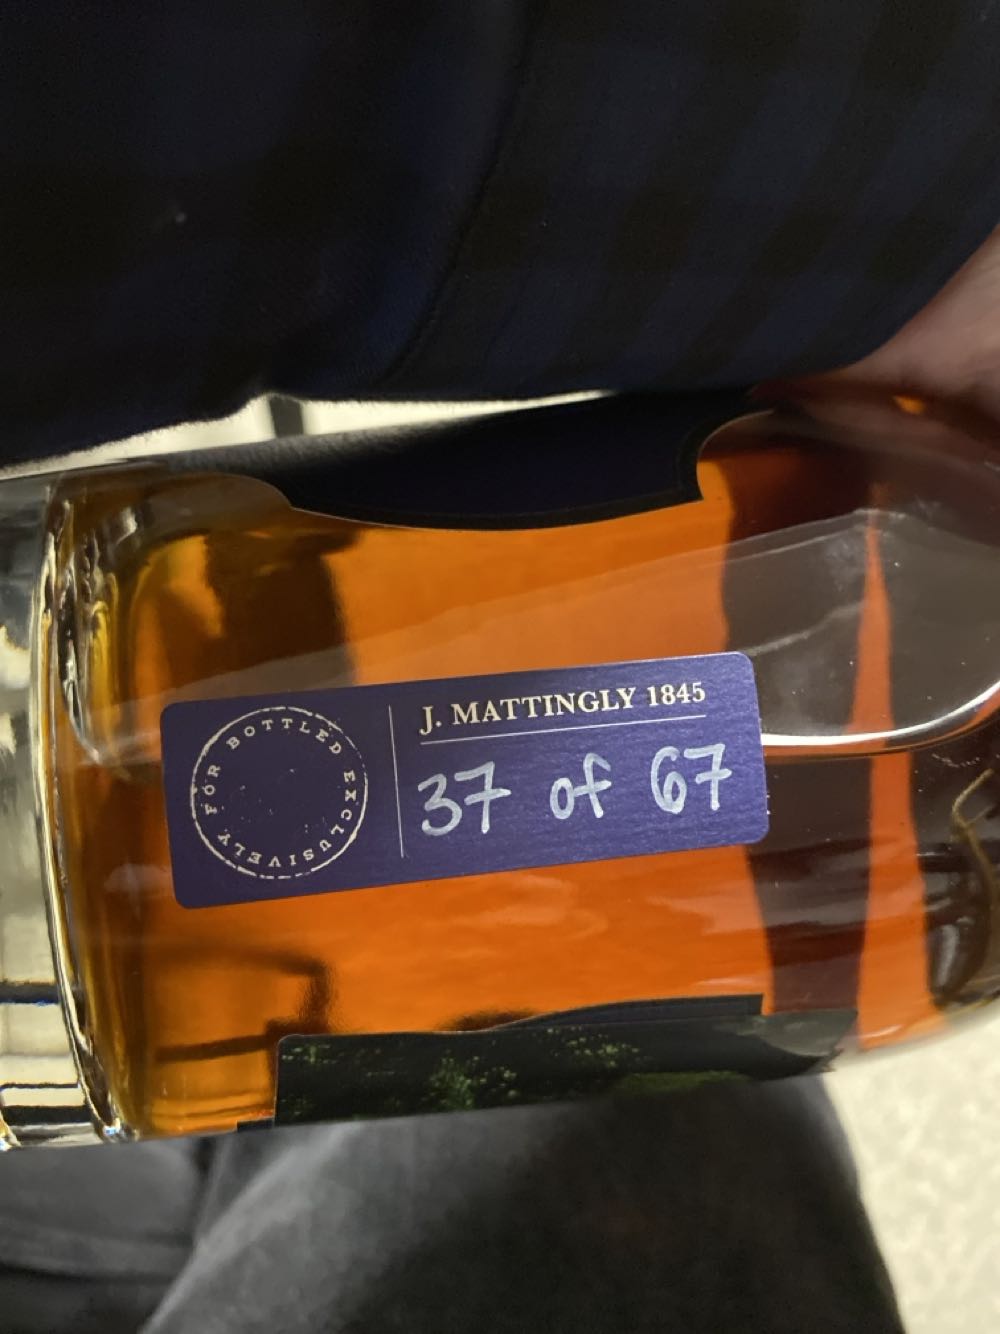 BOTTLED EXCLUSIVELY FOR
J. MATTINGLY 1845
37 of 67